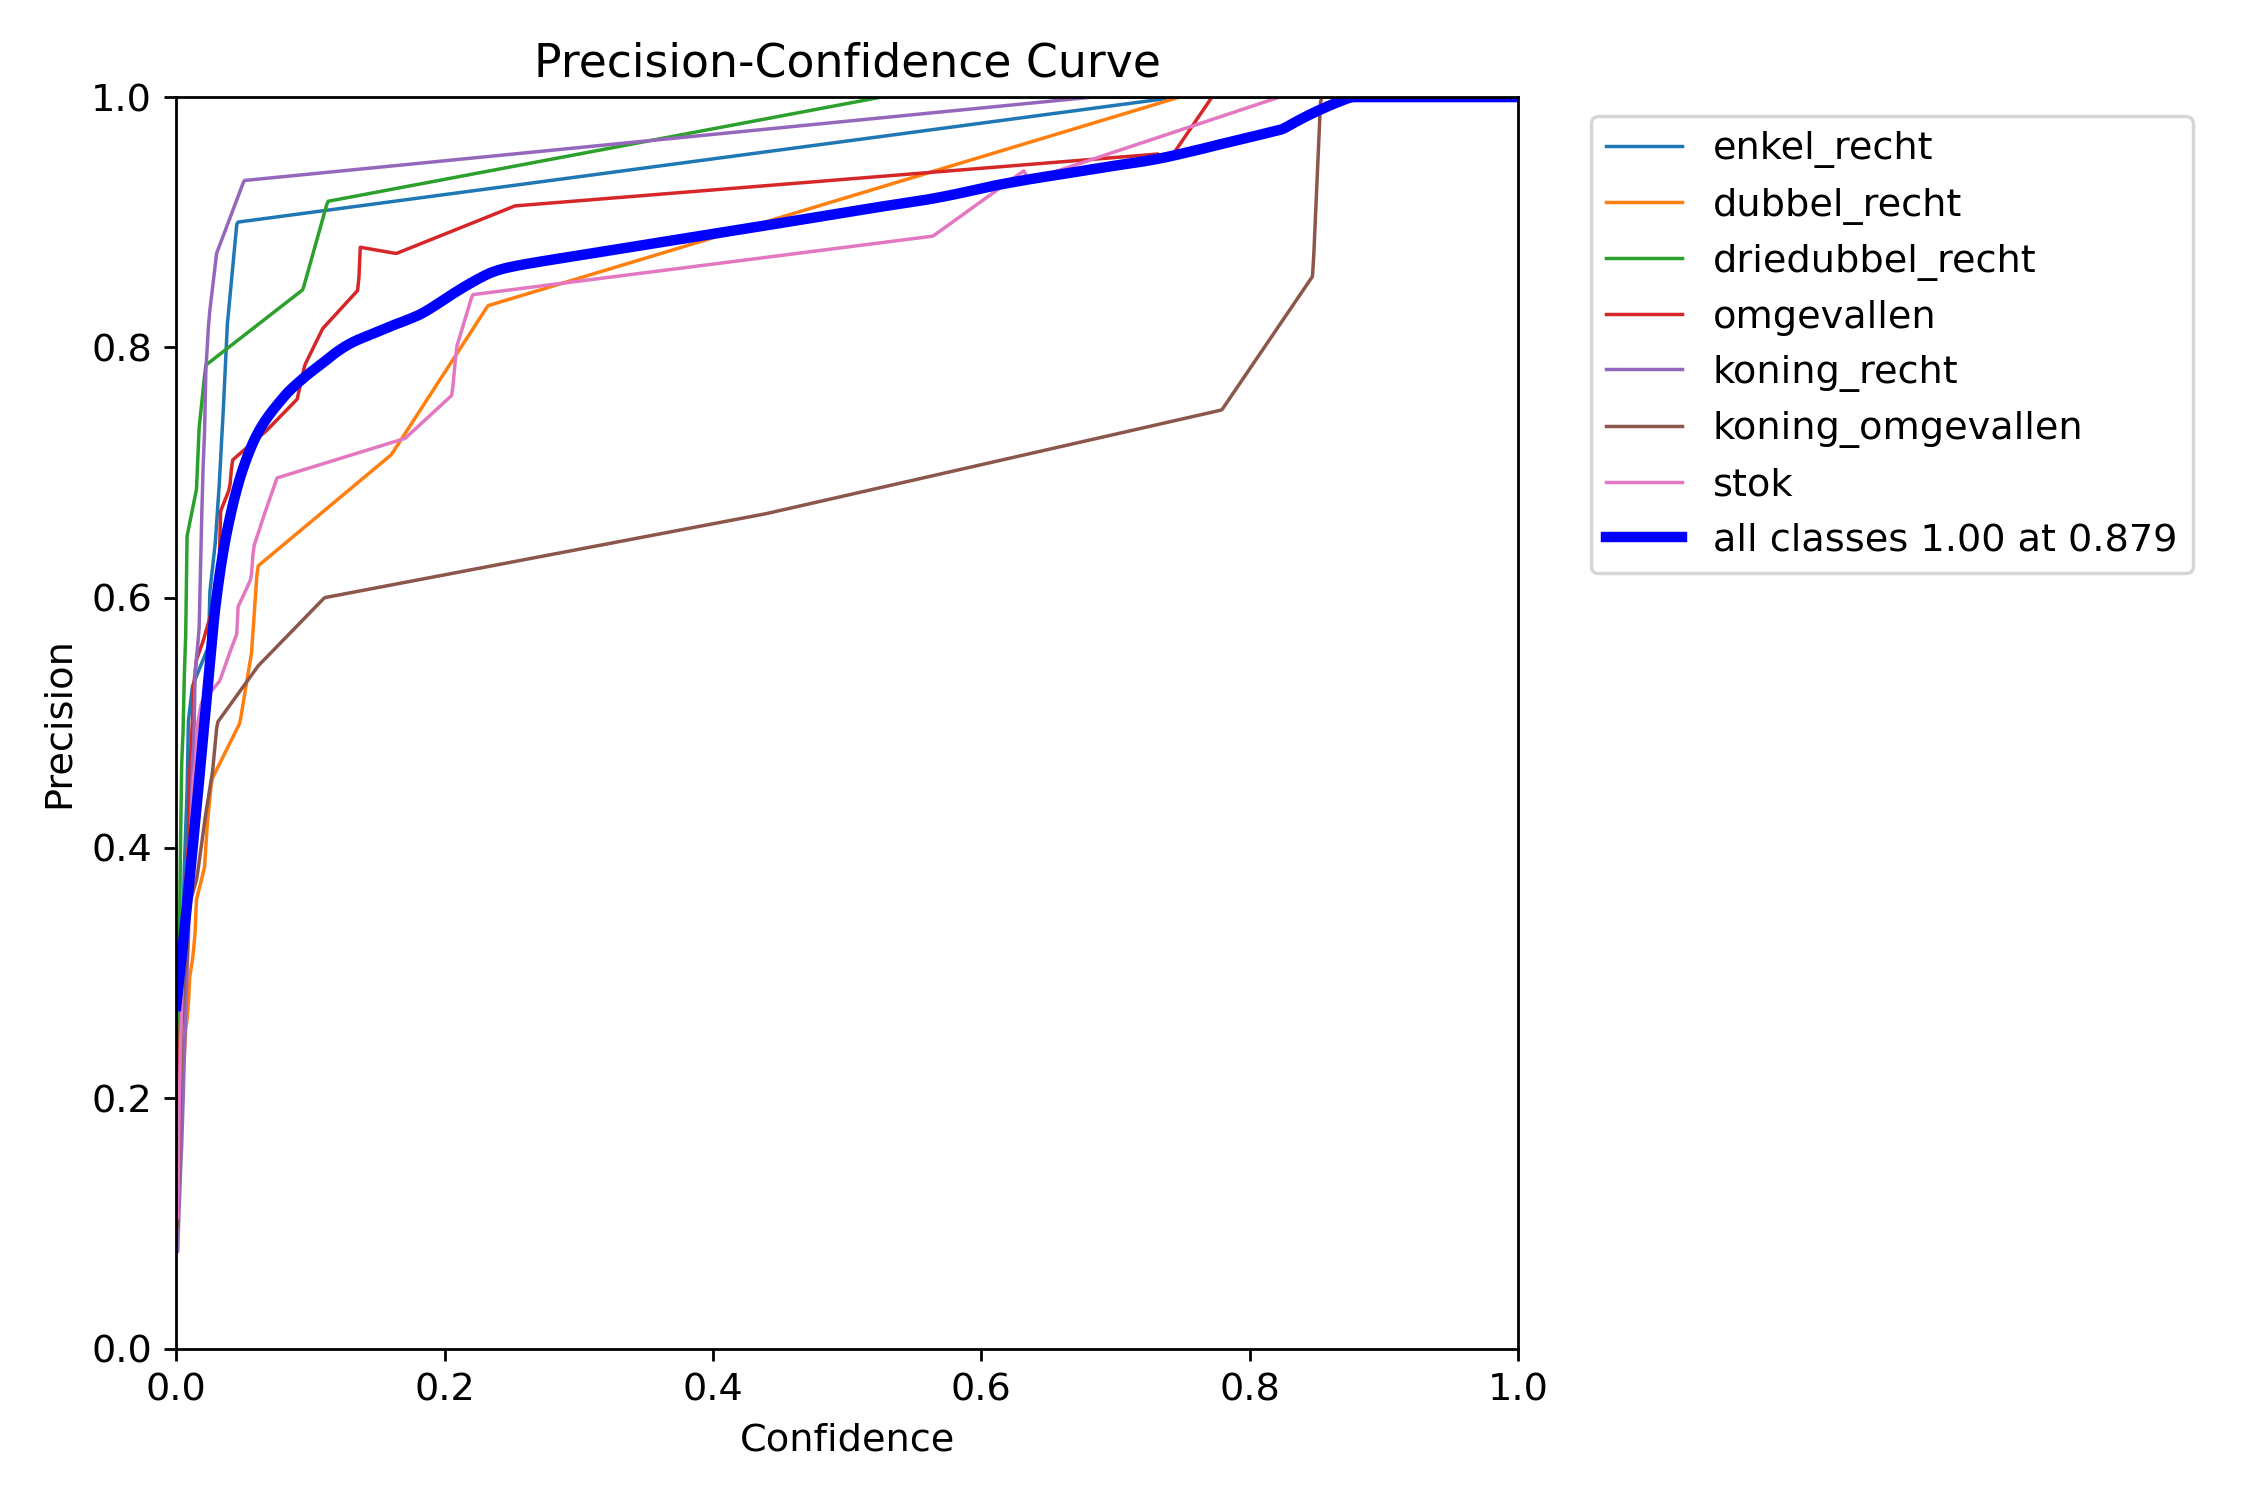 Precision-Confidence Curve
1.0
0.8
0.6
0.4
0.2
0.0
Precision
0.0 0.2 0.4 0.6 0.8 1.0
Confidence
enkel_recht
dubbel_recht
driedubbel_recht
omgevallen
koning_recht
koning_omgevallen
stok
all classes 1.00 at 0.879